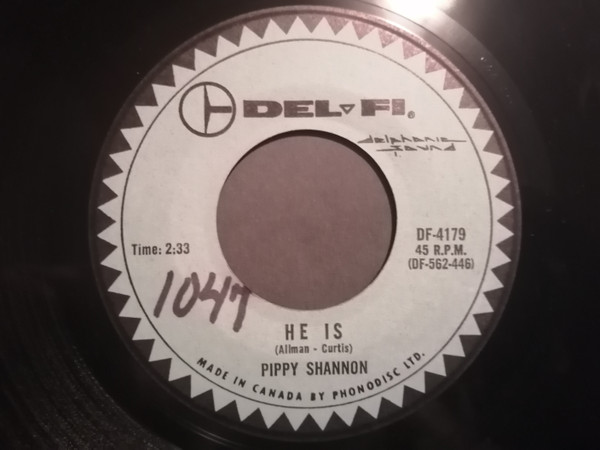 DEL-FI.
delphonic
sound
DF-4179
Time: 2:33
45 R.P.M.
(DF-562-446)
1047
HE IS
(Allman - Curtis)
PIPPY SHANNON
MADE IN CANADA BY PHONODISC LTD.